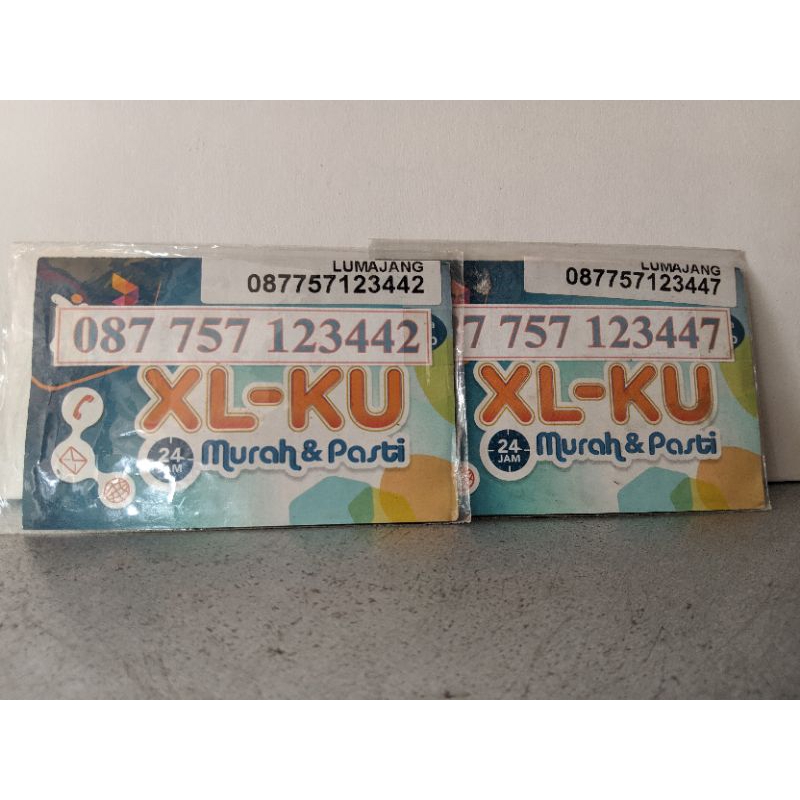 LUMAJANG
087757123442
087 757 123442
XL-KU
24
JAM
Murah & Pasti
LUMAJANG
087757123447
7 757 123447
XL-KU
24
JAM
Murah & Pasti